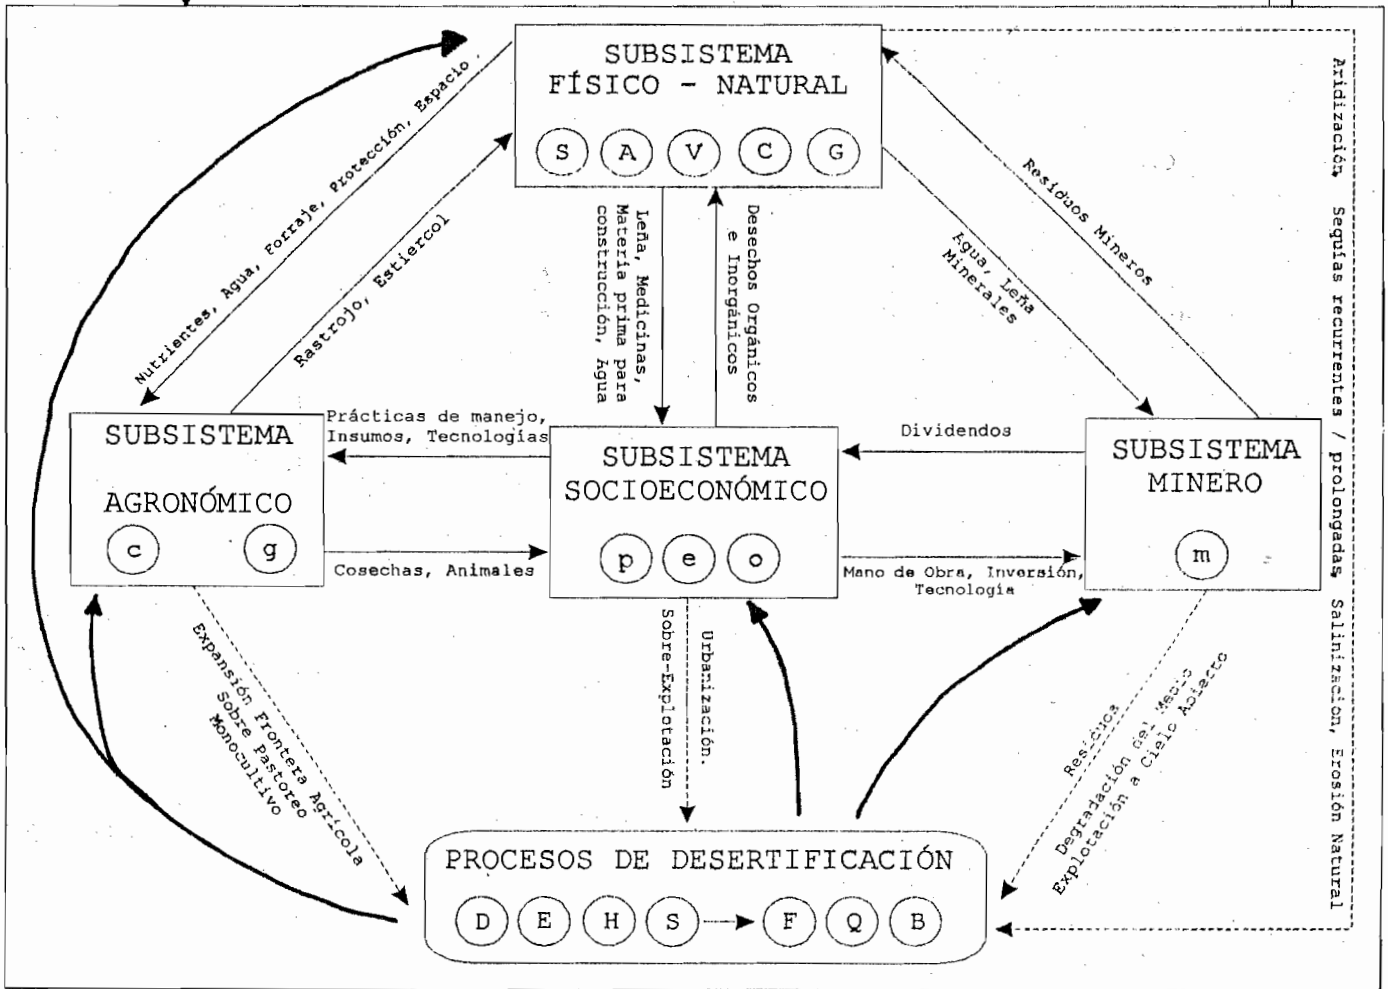 SUBSISTEMA
FÍSICO - NATURAL
S A V C G
Nutrientes, Agua, Forraje, Protección, Espacio
Rastrojo, Estiercol
Leña, Medicinas,
Materia prima para
construcción, Agua
Desechos Orgánicos
e Inorgánicos
Agua, Leña
Minerales
Residuos Mineros
Aridización, Sequías recurrentes / prolongadas, Salinización, Erosión Natural
SUBSISTEMA
AGRONÓMICO
c g
Prácticas de manejo,
Insumos, Tecnologías
Cosechas, Animales
SUBSISTEMA
SOCIOECONÓMICO
p e o
Dividendos
Mano de Obra, Inversión,
Tecnología
SUBSISTEMA
MINERO
m
Expansión Frontera Agrícola
Sobre Pastoreo
Monocultivo
Urbanización.
Sobre-Explotación
Residuos
Degradación del Medio
Explotación a Cielo Abierto
PROCESOS DE DESERTIFICACIÓN
D E H S F Q B